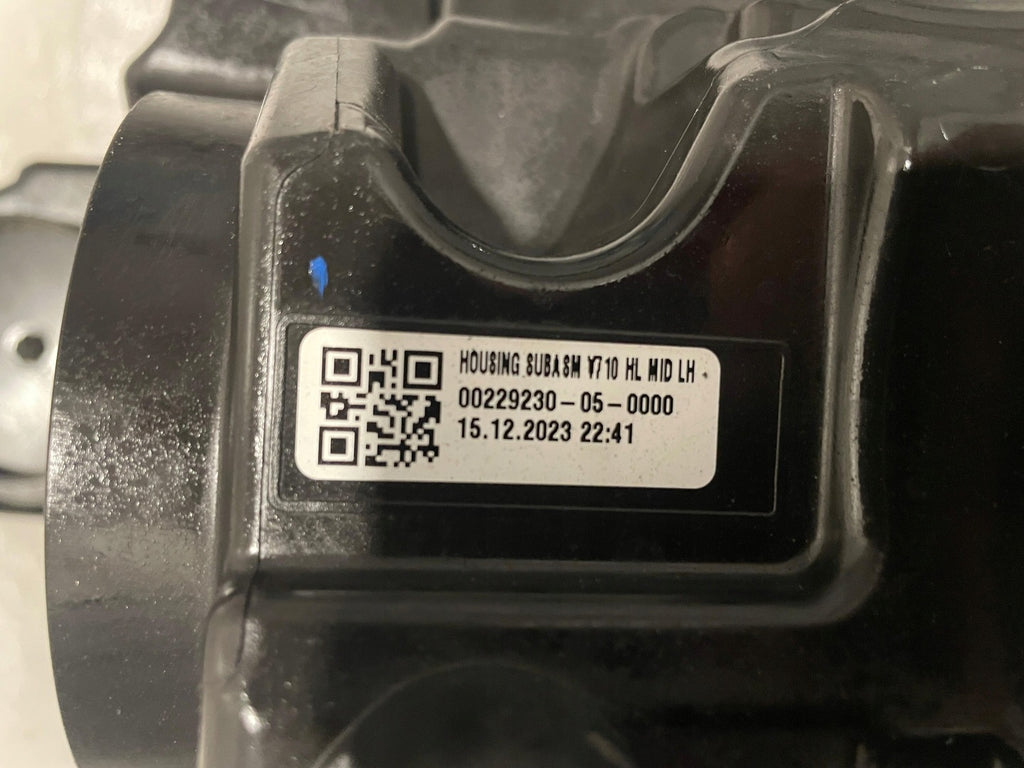 HOUSING SUBASM V710 HL MID LH
00229230-05-0000
15.12.2023 22:41